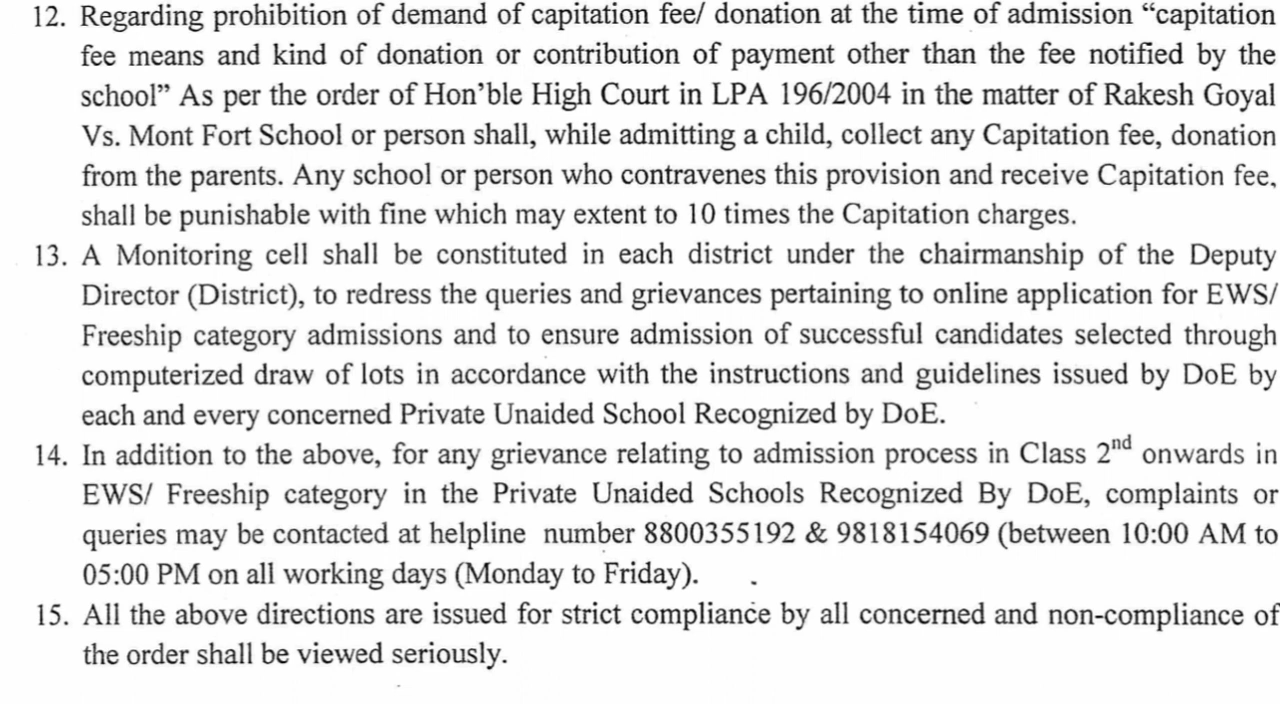 12. Regarding prohibition of demand of capitation fee/ donation at the time of admission “capitation
fee means and kind of donation or contribution of payment other than the fee notified by the
school” As per the order of Hon’ble High Court in LPA 196/2004 in the matter of Rakesh Goyal
Vs. Mont Fort School or person shall, while admitting a child, collect any Capitation fee, donation
from the parents. Any school or person who contravenes this provision and receive Capitation fee,
shall be punishable with fine which may extent to 10 times the Capitation charges.
13. A Monitoring cell shall be constituted in each district under the chairmanship of the Deputy
Director (District), to redress the queries and grievances pertaining to online application for EWS/
Freeship category admissions and to ensure admission of successful candidates selected through
computerized draw of lots in accordance with the instructions and guidelines issued by DoE by
each and every concerned Private Unaided School Recognized by DoE.
14. In addition to the above, for any grievance relating to admission process in Class 2nd onwards in
EWS/ Freeship category in the Private Unaided Schools Recognized By DoE, complaints or
queries may be contacted at helpline number 8800355192 & 9818154069 (between 10:00 AM to
05:00 PM on all working days (Monday to Friday).
15. All the above directions are issued for strict compliance by all concerned and non-compliance of
the order shall be viewed seriously.